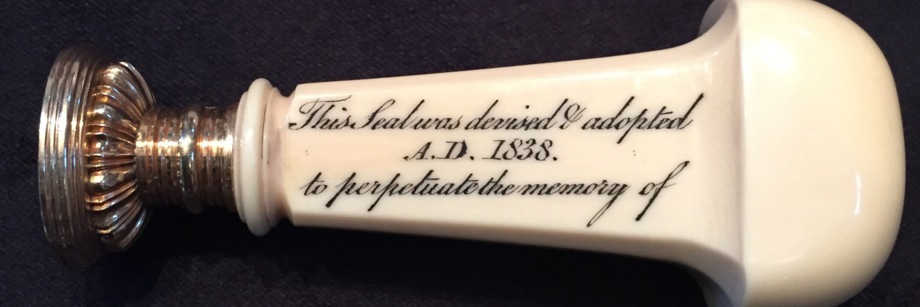 This Seal was devised & adopted
A.D. 1838.
to perpetuate the memory of